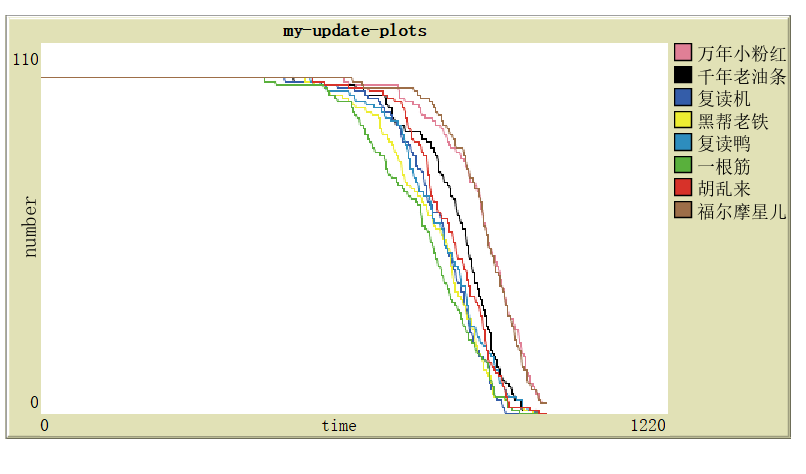 my-update-plots
110
number
0
0 time 1220
万年小粉红
千年老油条
复读机
黑帮老铁
复读鸭
一根筋
胡乱来
福尔摩星儿